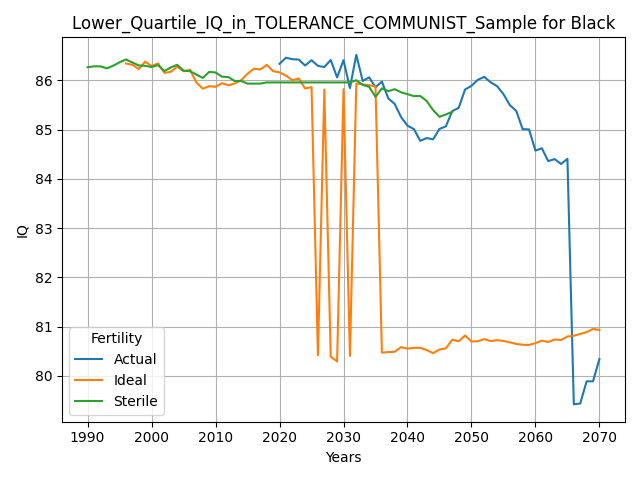 Lower_Quartile_IQ_in_TOLERANCE_COMMUNIST_Sample for Black
IQ
86
85
84
83
82
81
80
Fertility
Actual
Ideal
Sterile
1990
2000
2010
2020
2030
2040
2050
2060
2070
Years